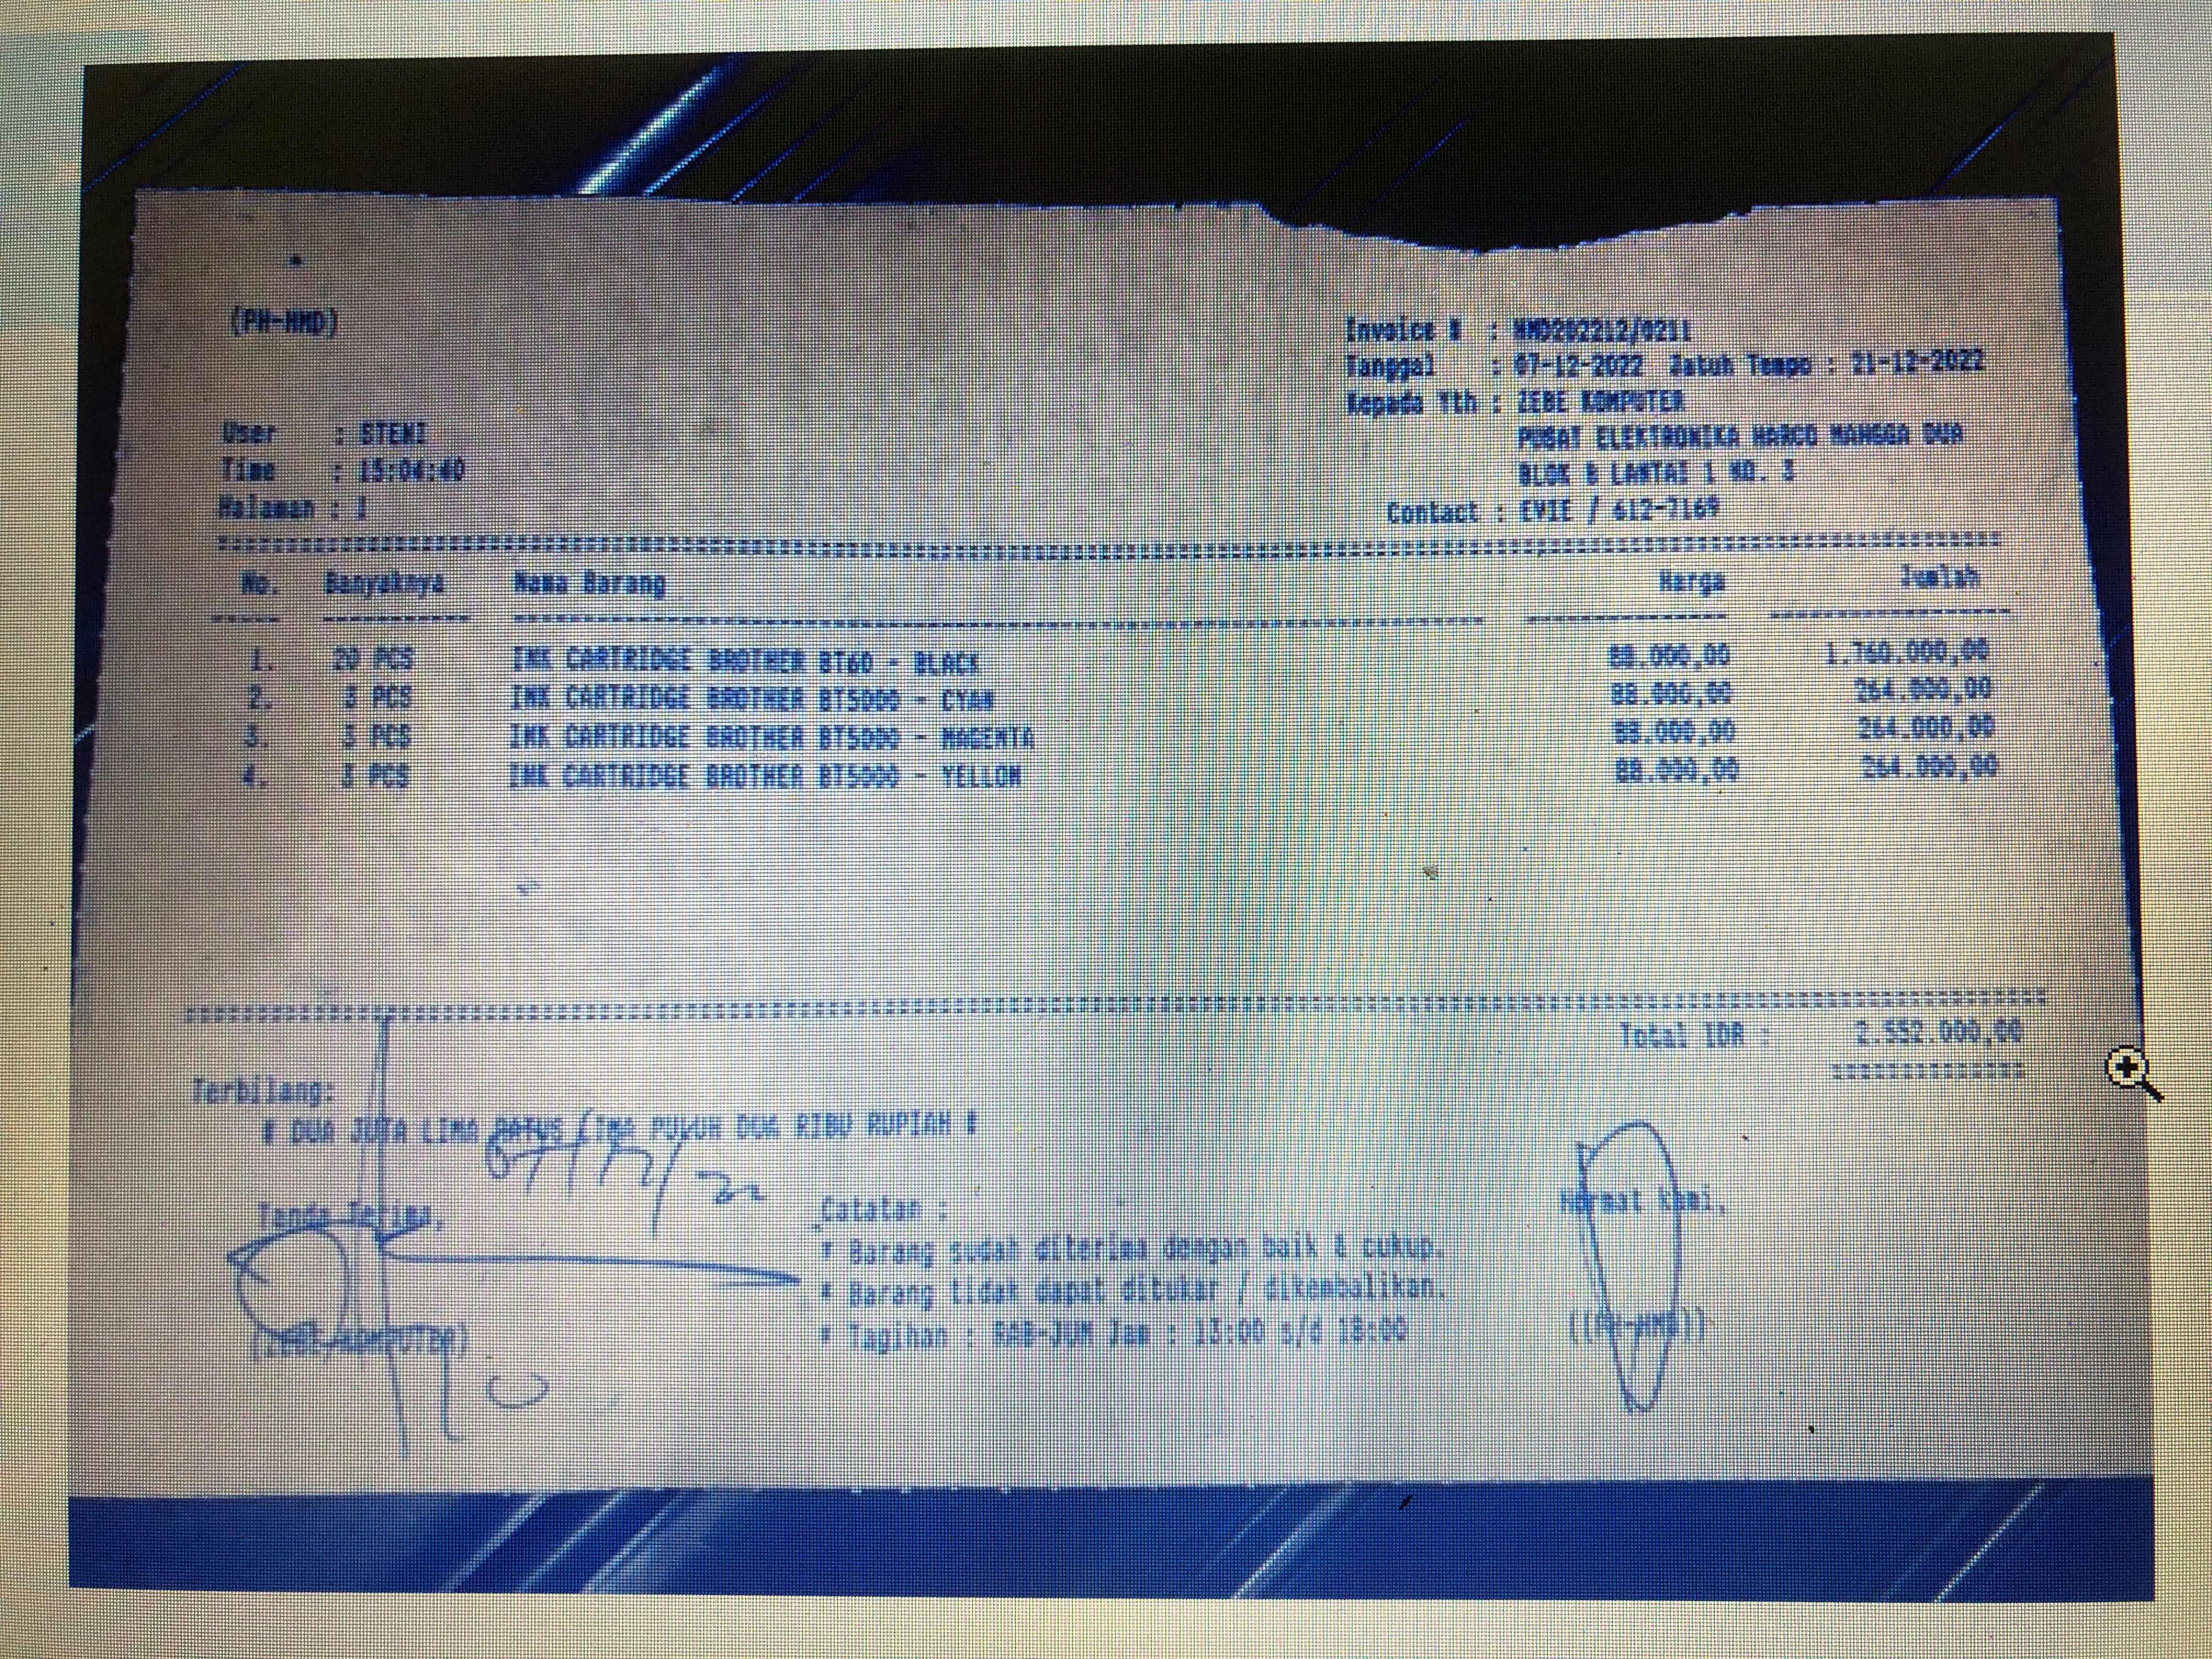 (PH-HMD)
Invoice # : HMD202212/0211
Tanggal : 07-12-2022 Jatuh Tempo : 21-12-2022
Kepada Yth : ZEBE KOMPUTER
User : STENI
PUSAT ELEKTRONIKA HARCO MANGGA DUA
Time : 15:04:40
BLOK LANTAI 1 NO. 3
Halaman : 1
Contact : EVIE / 612-7169
No. Banyaknya Nama Barang Harga Jumlah
1. 20 PCS INK CARTRIDGE BROTHER BT60 - BLACK 88.000,00 1.760.000,00
2. 3 PCS INK CARTRIDGE BROTHER BT5000 - CYAN 88.000,00 264.000,00
3. 3 PCS INK CARTRIDGE BROTHER BT5000 - MAGENTA 88.000,00 264.000,00
4. 3 PCS INK CARTRIDGE BROTHER BT5000 - YELLOW 88.000,00 264.000,00
Total IDR : 2.552.000,00
Terbilang:
# DUA JUTA LIMA RATUS LIMA PULUH DUA RIBU RUPIAH #
07/12/22
Tanda Terima, Catatan : Hormat Kami,
* Barang sudah diterima dengan baik & cukup.
* Barang tidak dapat ditukar / dikembalikan.
(ZEBE KOMPUTER) * Tagihan : RAB-JUM Jam : 13:00 s/d 18:00 ((PH-HMD))